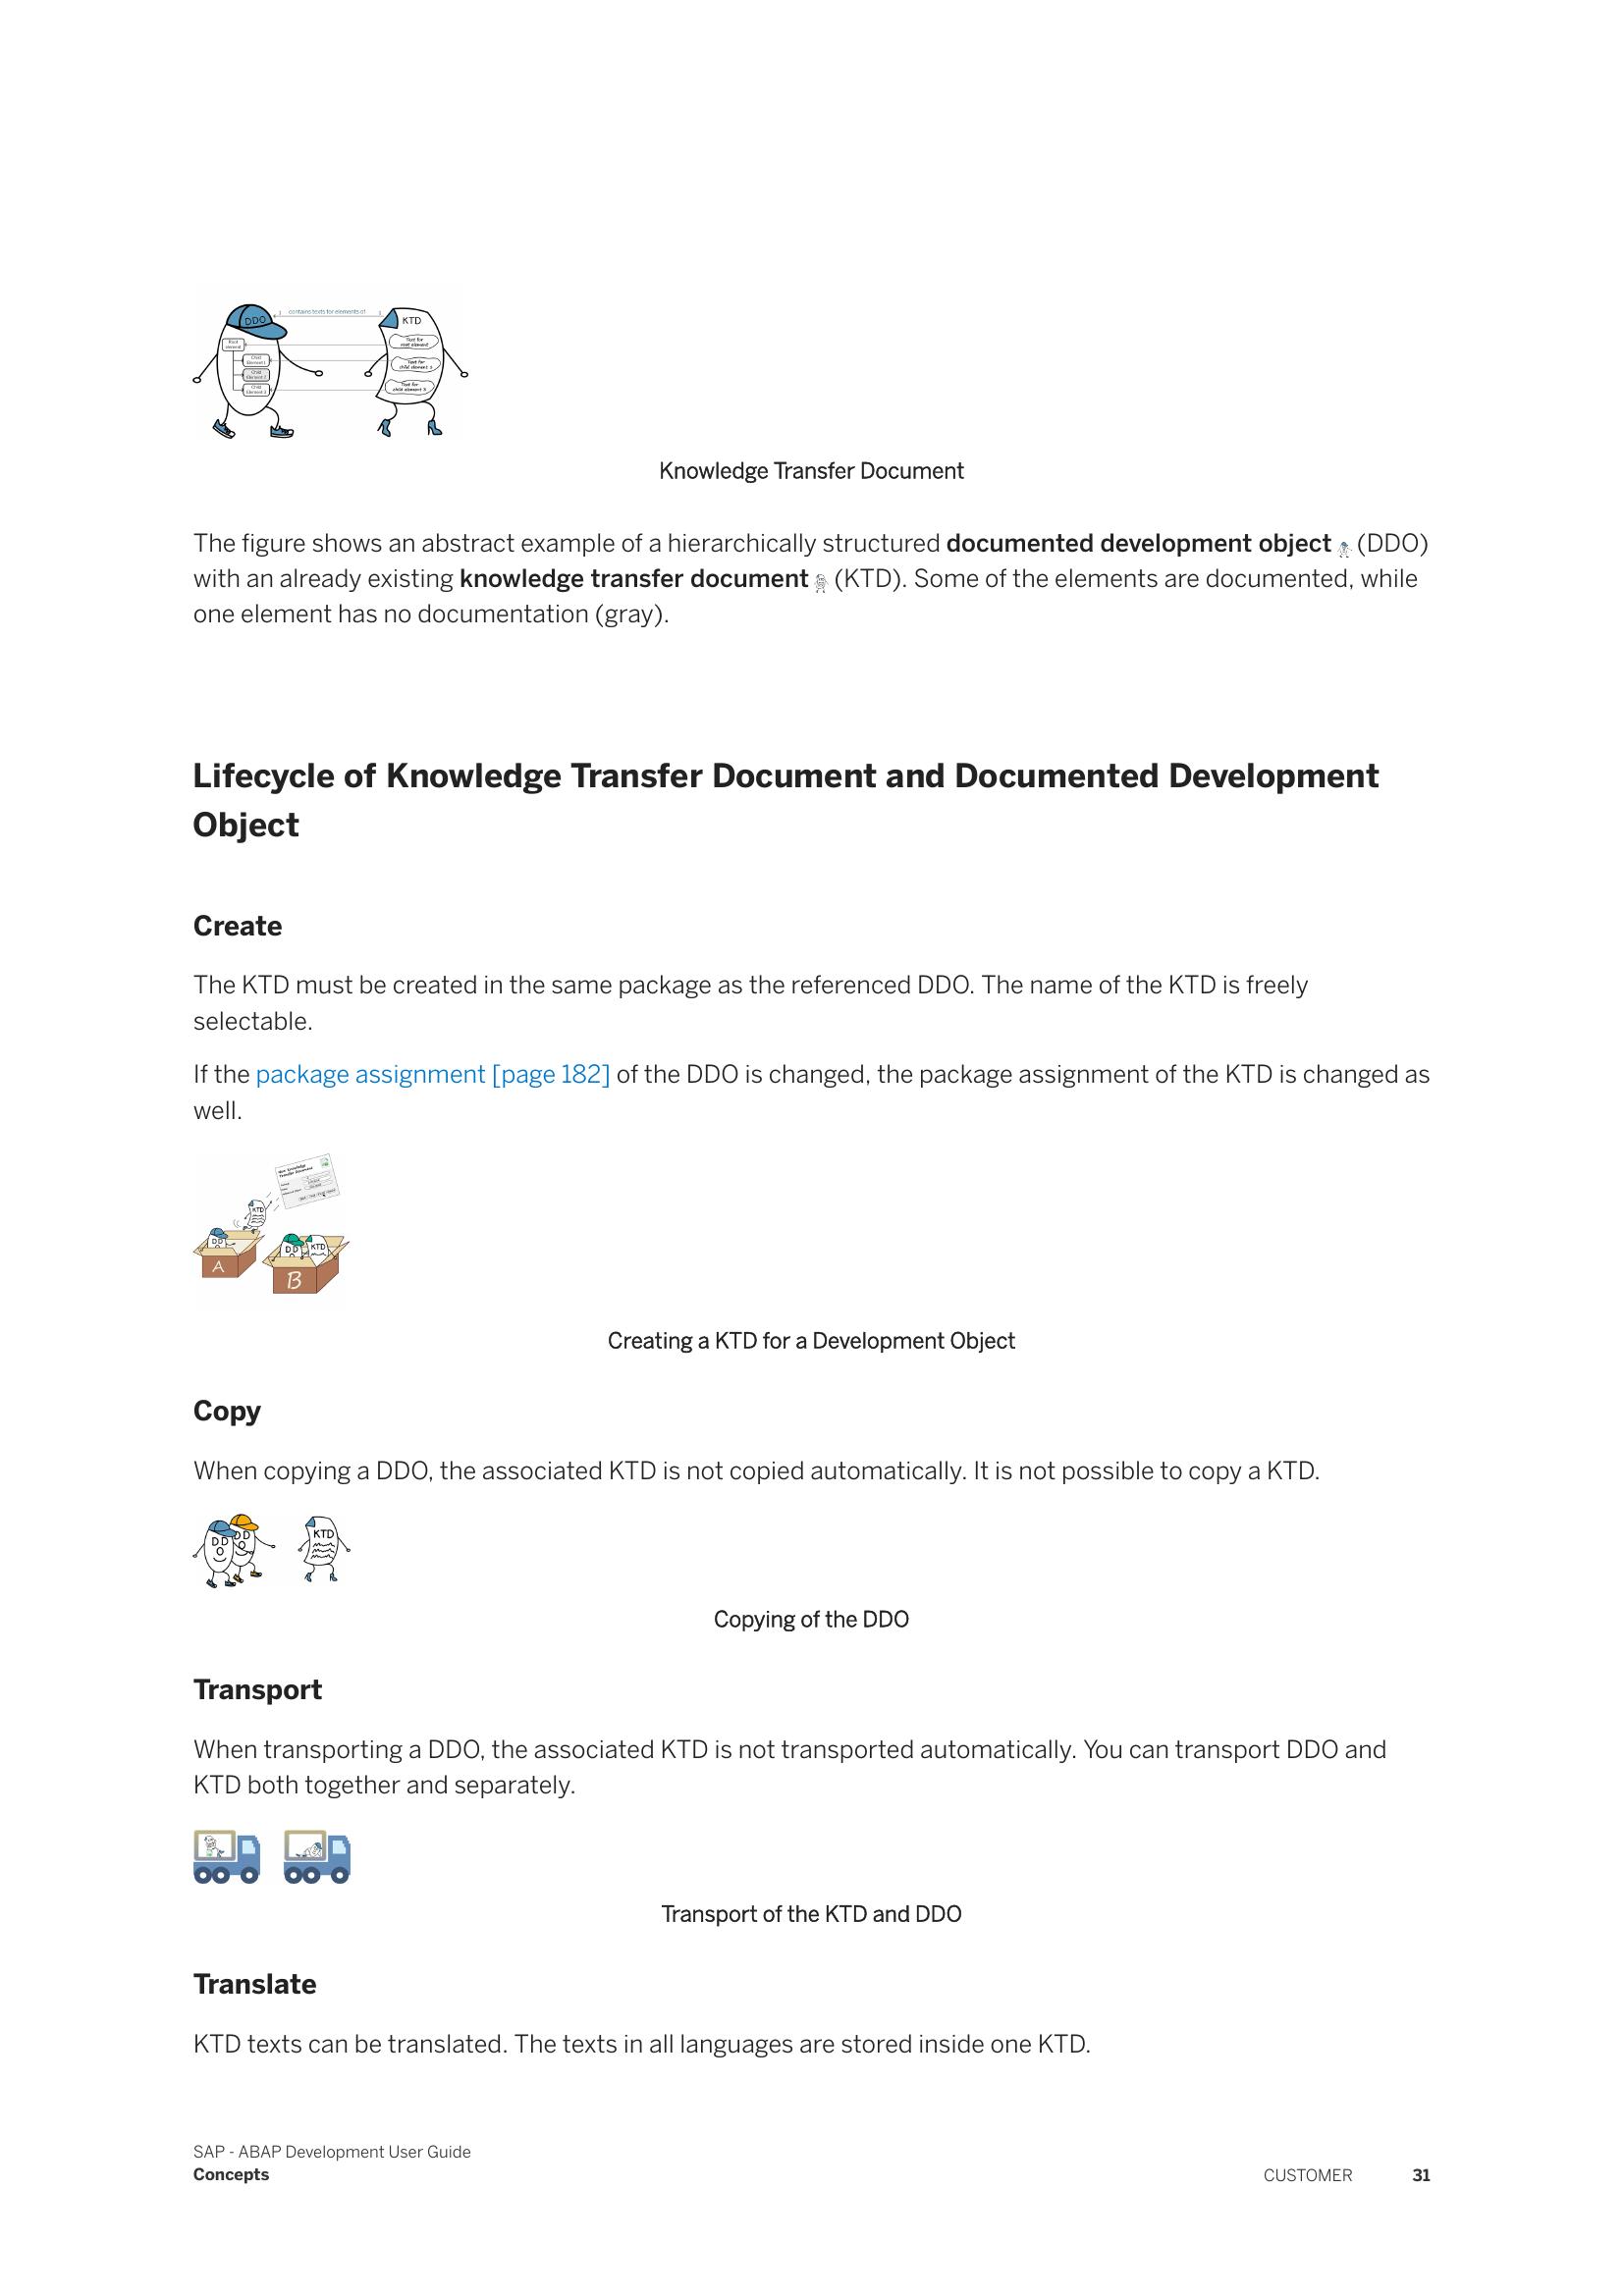 DDO
contains texts for elements of
KTD
Root
element
Text for
root element
Child
Element 1
Text for
child element 1
Child
Element 2
Child
Element 3
Text for
child element 3
Knowledge Transfer Document
The figure shows an abstract example of a hierarchically structured documented development object (DDO)
with an already existing knowledge transfer document (KTD). Some of the elements are documented, while
one element has no documentation (gray).
Lifecycle of Knowledge Transfer Document and Documented Development
Object
Create
The KTD must be created in the same package as the referenced DDO. The name of the KTD is freely
selectable.
If the package assignment [page 182] of the DDO is changed, the package assignment of the KTD is changed as
well.
New Knowledge
Transfer Document
KTD
DD
A
DD
O
KTD
B
Creating a KTD for a Development Object
Copy
When copying a DDO, the associated KTD is not copied automatically. It is not possible to copy a KTD.
DD
O
DD
O
KTD
Copying of the DDO
Transport
When transporting a DDO, the associated KTD is not transported automatically. You can transport DDO and
KTD both together and separately.
Transport of the KTD and DDO
Translate
KTD texts can be translated. The texts in all languages are stored inside one KTD.
SAP - ABAP Development User Guide
Concepts
CUSTOMER 31